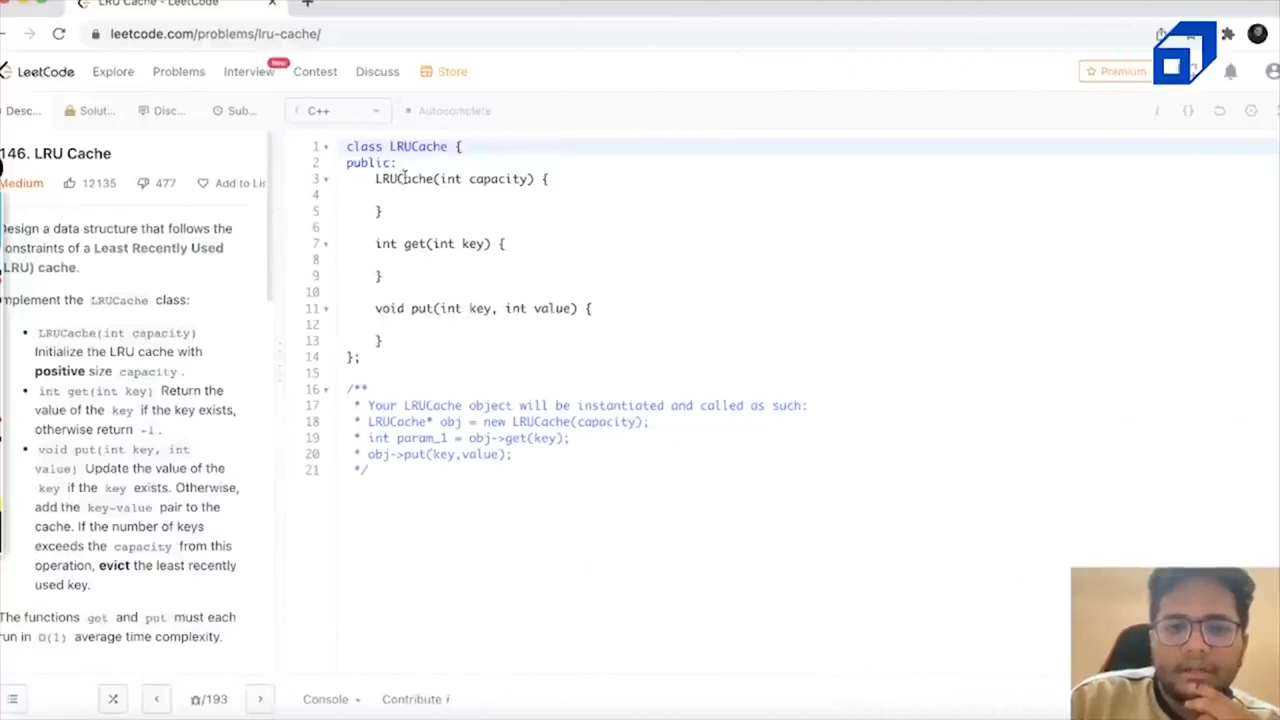 LRU Cache - LeetCode
leetcode.com/problems/lru-cache/
LeetCode Explore Problems Interview New Contest Discuss Store Premium
Desc... Solut... Disc... Sub... C++ Autocomplete
146. LRU Cache
Medium 12135 477 Add to Lis
Design a data structure that follows the
onstraints of a Least Recently Used
LRU) cache.
mplement the LRUCache class:
• LRUCache(int capacity)
Initialize the LRU cache with
positive size capacity.
• int get(int key) Return the
value of the key if the key exists,
otherwise return -1.
• void put(int key, int
value) Update the value of the
key if the key exists. Otherwise,
add the key-value pair to the
cache. If the number of keys
exceeds the capacity from this
operation, evict the least recently
used key.
The functions get and put must each
run in O(1) average time complexity.
1 class LRUCache {
2 public:
3 LRUCache(int capacity) {
4
5 }
6
7 int get(int key) {
8
9 }
10
11 void put(int key, int value) {
12
13 }
14 };
15
16 /**
17 * Your LRUCache object will be instantiated and called as such:
18 * LRUCache* obj = new LRUCache(capacity);
19 * int param_1 = obj->get(key);
20 * obj->put(key,value);
21 */
/193 Console Contribute i